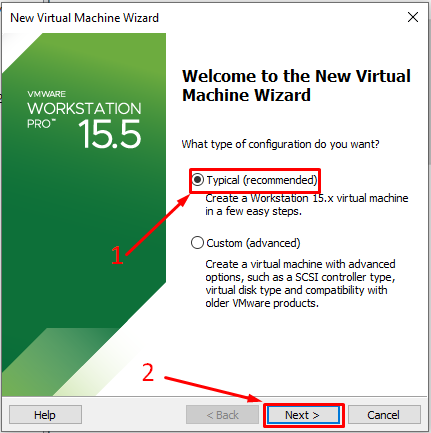 New Virtual Machine Wizard
VMWARE
WORKSTATION
PRO™
15.5
Welcome to the New Virtual
Machine Wizard
What type of configuration do you want?
Typical (recommended)
Create a Workstation 15.x virtual machine
in a few easy steps.
1
Custom (advanced)
Create a virtual machine with advanced
options, such as a SCSI controller type,
virtual disk type and compatibility with
older VMware products.
2
Help
< Back
Next >
Cancel